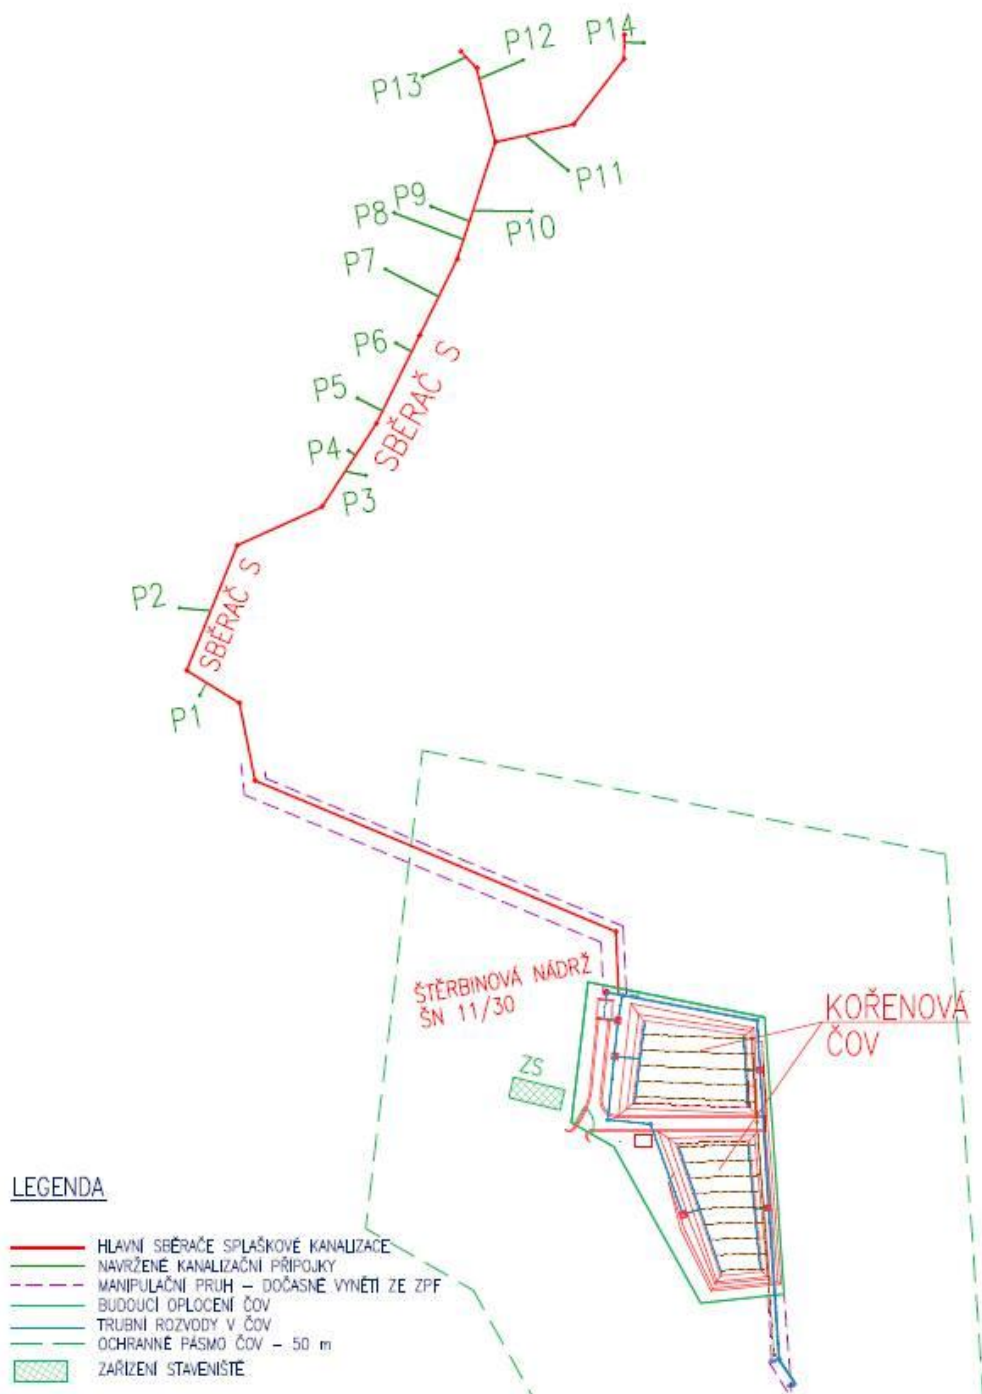 P14
P12
P13
P11
P9
P8
P10
P7
P6
SBĚRAČ S
P5
P4
P3
SBĚRAČ S
P2
P1
ŠTĚRBINOVÁ NÁDRŽ
ŠN 11/30
KOŘENOVÁ
ČOV
ZS
LEGENDA
HLAVNÍ SBĚRAČE SPLAŠKOVÉ KANALIZACE
NAVRŽENÉ KANALIZAČNÍ PŘÍPOJKY
MANIPULAČNÍ PRUH – DOČASNÉ VYNĚTÍ ZE ZPF
BUDOUCÍ OPLOCENÍ ČOV
TRUBNÍ ROZVODY V ČOV
OCHRANNÉ PÁSMO ČOV – 50 m
ZAŘÍZENÍ STAVENIŠTĚ